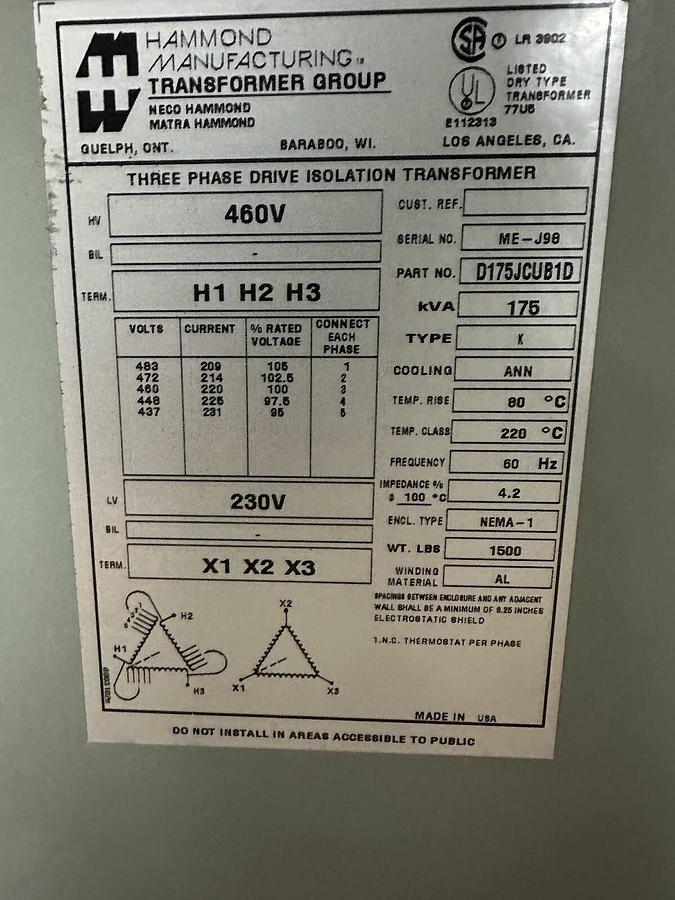 HAMMOND
MANUFACTURING™
TRANSFORMER GROUP
NECO HAMMOND
MATRA HAMMOND
GUELPH, ONT. BARABOO, WI. LOS ANGELES, CA.
LR 3902
UL
LISTED
DRY TYPE
TRANSFORMER
77U6
E112313
THREE PHASE DRIVE ISOLATION TRANSFORMER
HV 460V
BIL -
TERM. H1 H2 H3
VOLTS CURRENT % RATED VOLTAGE CONNECT EACH PHASE
483 209 105 1
472 214 102.5 2
460 220 100 3
448 225 97.5 4
437 231 95 5
LV 230V
BIL -
TERM. X1 X2 X3
CUST. REF.
SERIAL NO. ME-J98
PART NO. D175JCUB1D
kVA 175
TYPE K
COOLING ANN
TEMP. RISE 80 °C
TEMP. CLASS 220 °C
FREQUENCY 60 Hz
IMPEDANCE %
@ 100 °C 4.2
ENCL. TYPE NEMA-1
WT. LBS 1500
WINDING
MATERIAL AL
SPACINGS BETWEEN ENCLOSURE AND ANY ADJACENT
WALL SHALL BE A MINIMUM OF 6.25 INCHES
ELECTROSTATIC SHIELD
1.N.C. THERMOSTAT PER PHASE
H1
H2
H3
X2
X1
X3
MADE IN USA
DO NOT INSTALL IN AREAS ACCESSIBLE TO PUBLIC